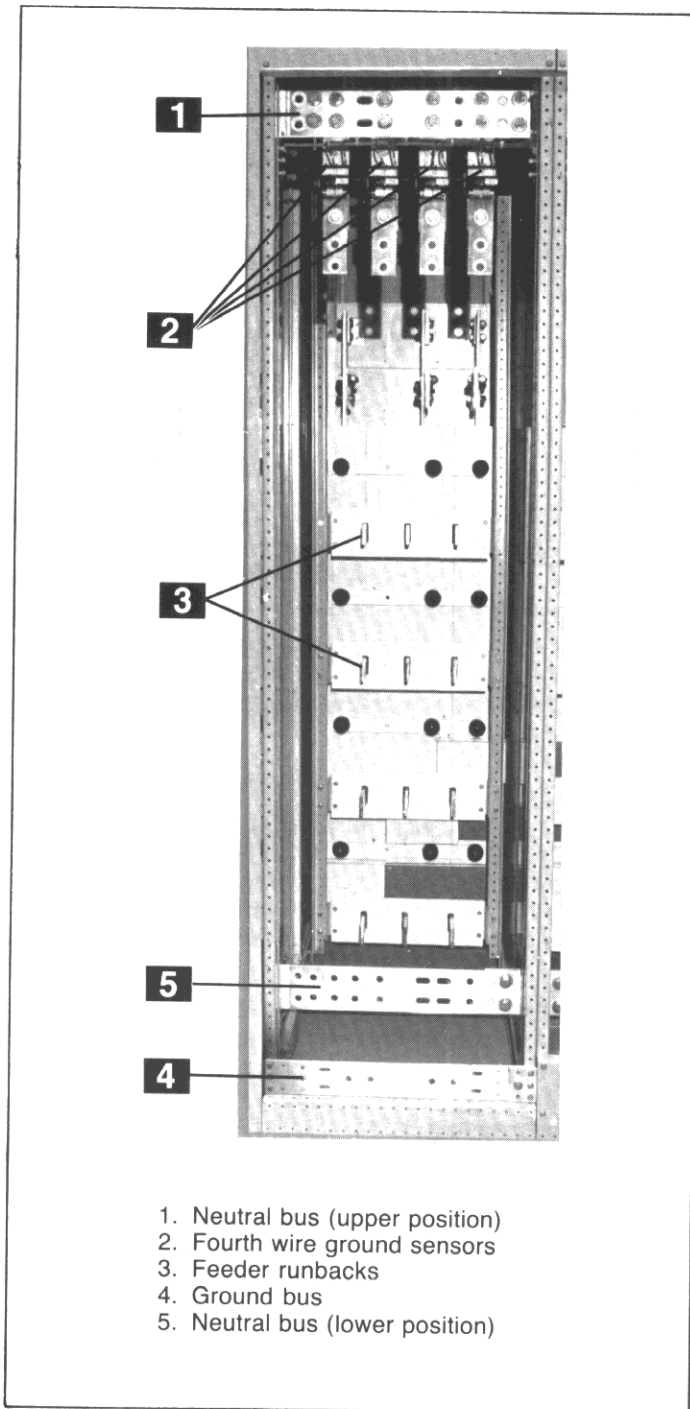 1
2
3
5
4
1. Neutral bus (upper position)
2. Fourth wire ground sensors
3. Feeder runbacks
4. Ground bus
5. Neutral bus (lower position)